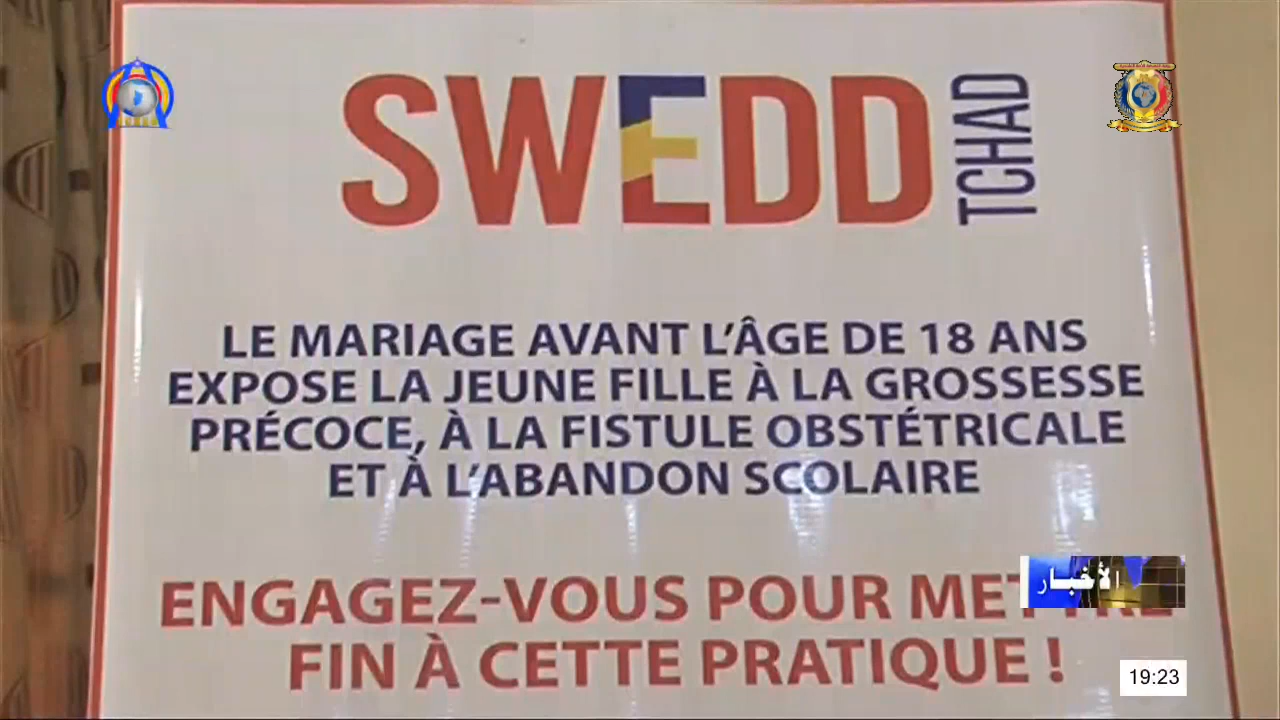 SWEDD
TCHAD
LE MARIAGE AVANT L'ÂGE DE 18 ANS
EXPOSE LA JEUNE FILLE À LA GROSSESSE
PRÉCOCE, À LA FISTULE OBSTÉTRICALE
ET À L'ABANDON SCOLAIRE
ENGAGEZ-VOUS POUR METTRE
FIN À CETTE PRATIQUE !
الأخبار
19:23